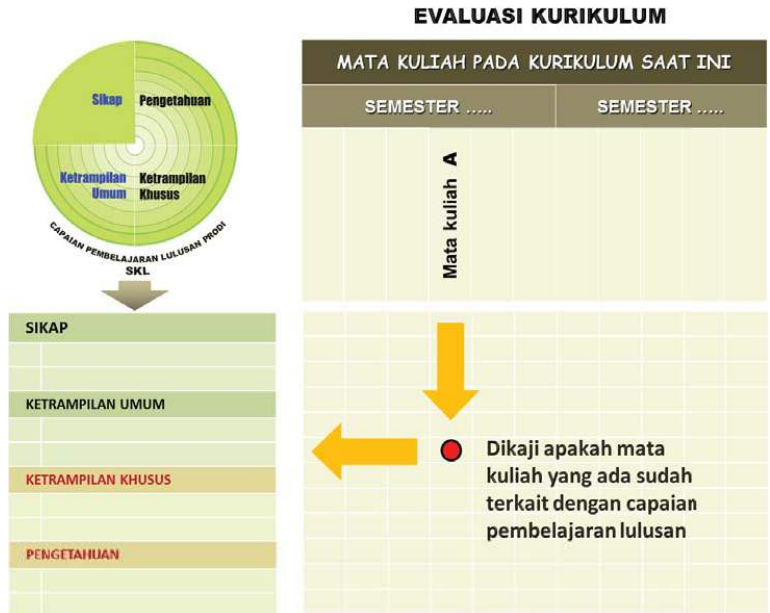 EVALUASI KURIKULUM
MATA KULIAH PADA KURIKULUM SAAT INI
SEMESTER ..... SEMESTER .....
Mata kuliah A
Sikap Pengetahuan
Ketrampilan Ketrampilan
Umum Khusus
CAPAIAN PEMBELAJARAN LULUSAN PRODI
SKL
SIKAP
KETRAMPILAN UMUM
KETRAMPILAN KHUSUS
PENGETAHUAN
Dikaji apakah mata
kuliah yang ada sudah
terkait dengan capaian
pembelajaran lulusan